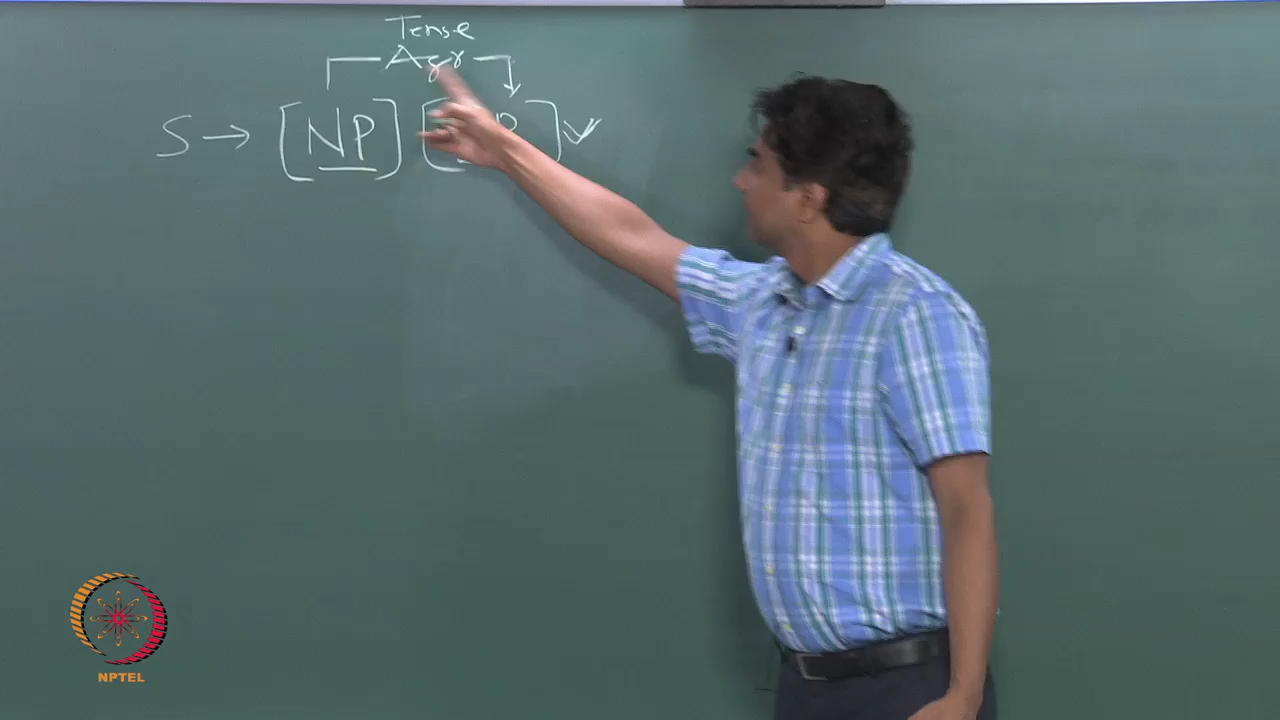 Tense
Agr
S → [NP] [ P]
NPTEL